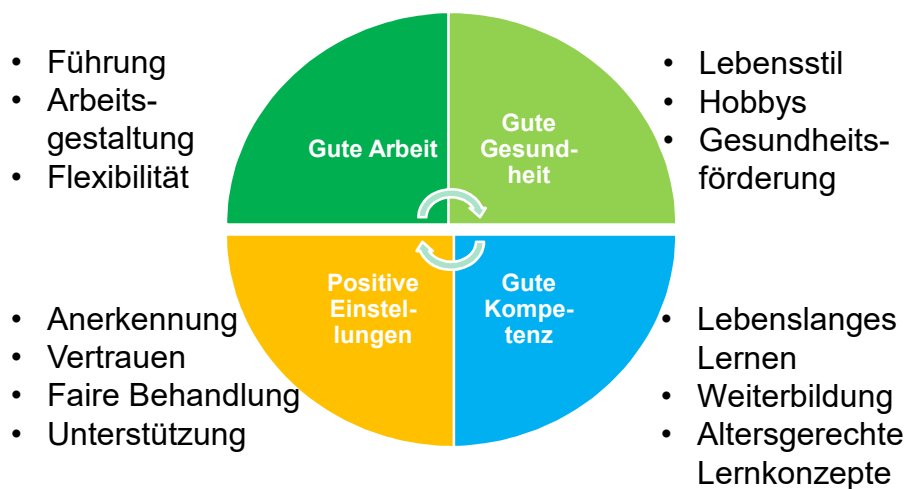 • Führung
• Arbeits-
gestaltung
• Flexibilität
Gute Arbeit
Gute
Gesund-
heit
• Lebensstil
• Hobbys
• Gesundheits-
förderung
• Anerkennung
• Vertrauen
• Faire Behandlung
• Unterstützung
Positive
Einstel-
lungen
Gute
Kompe-
tenz
• Lebenslanges
Lernen
• Weiterbildung
• Altersgerechte
Lernkonzepte